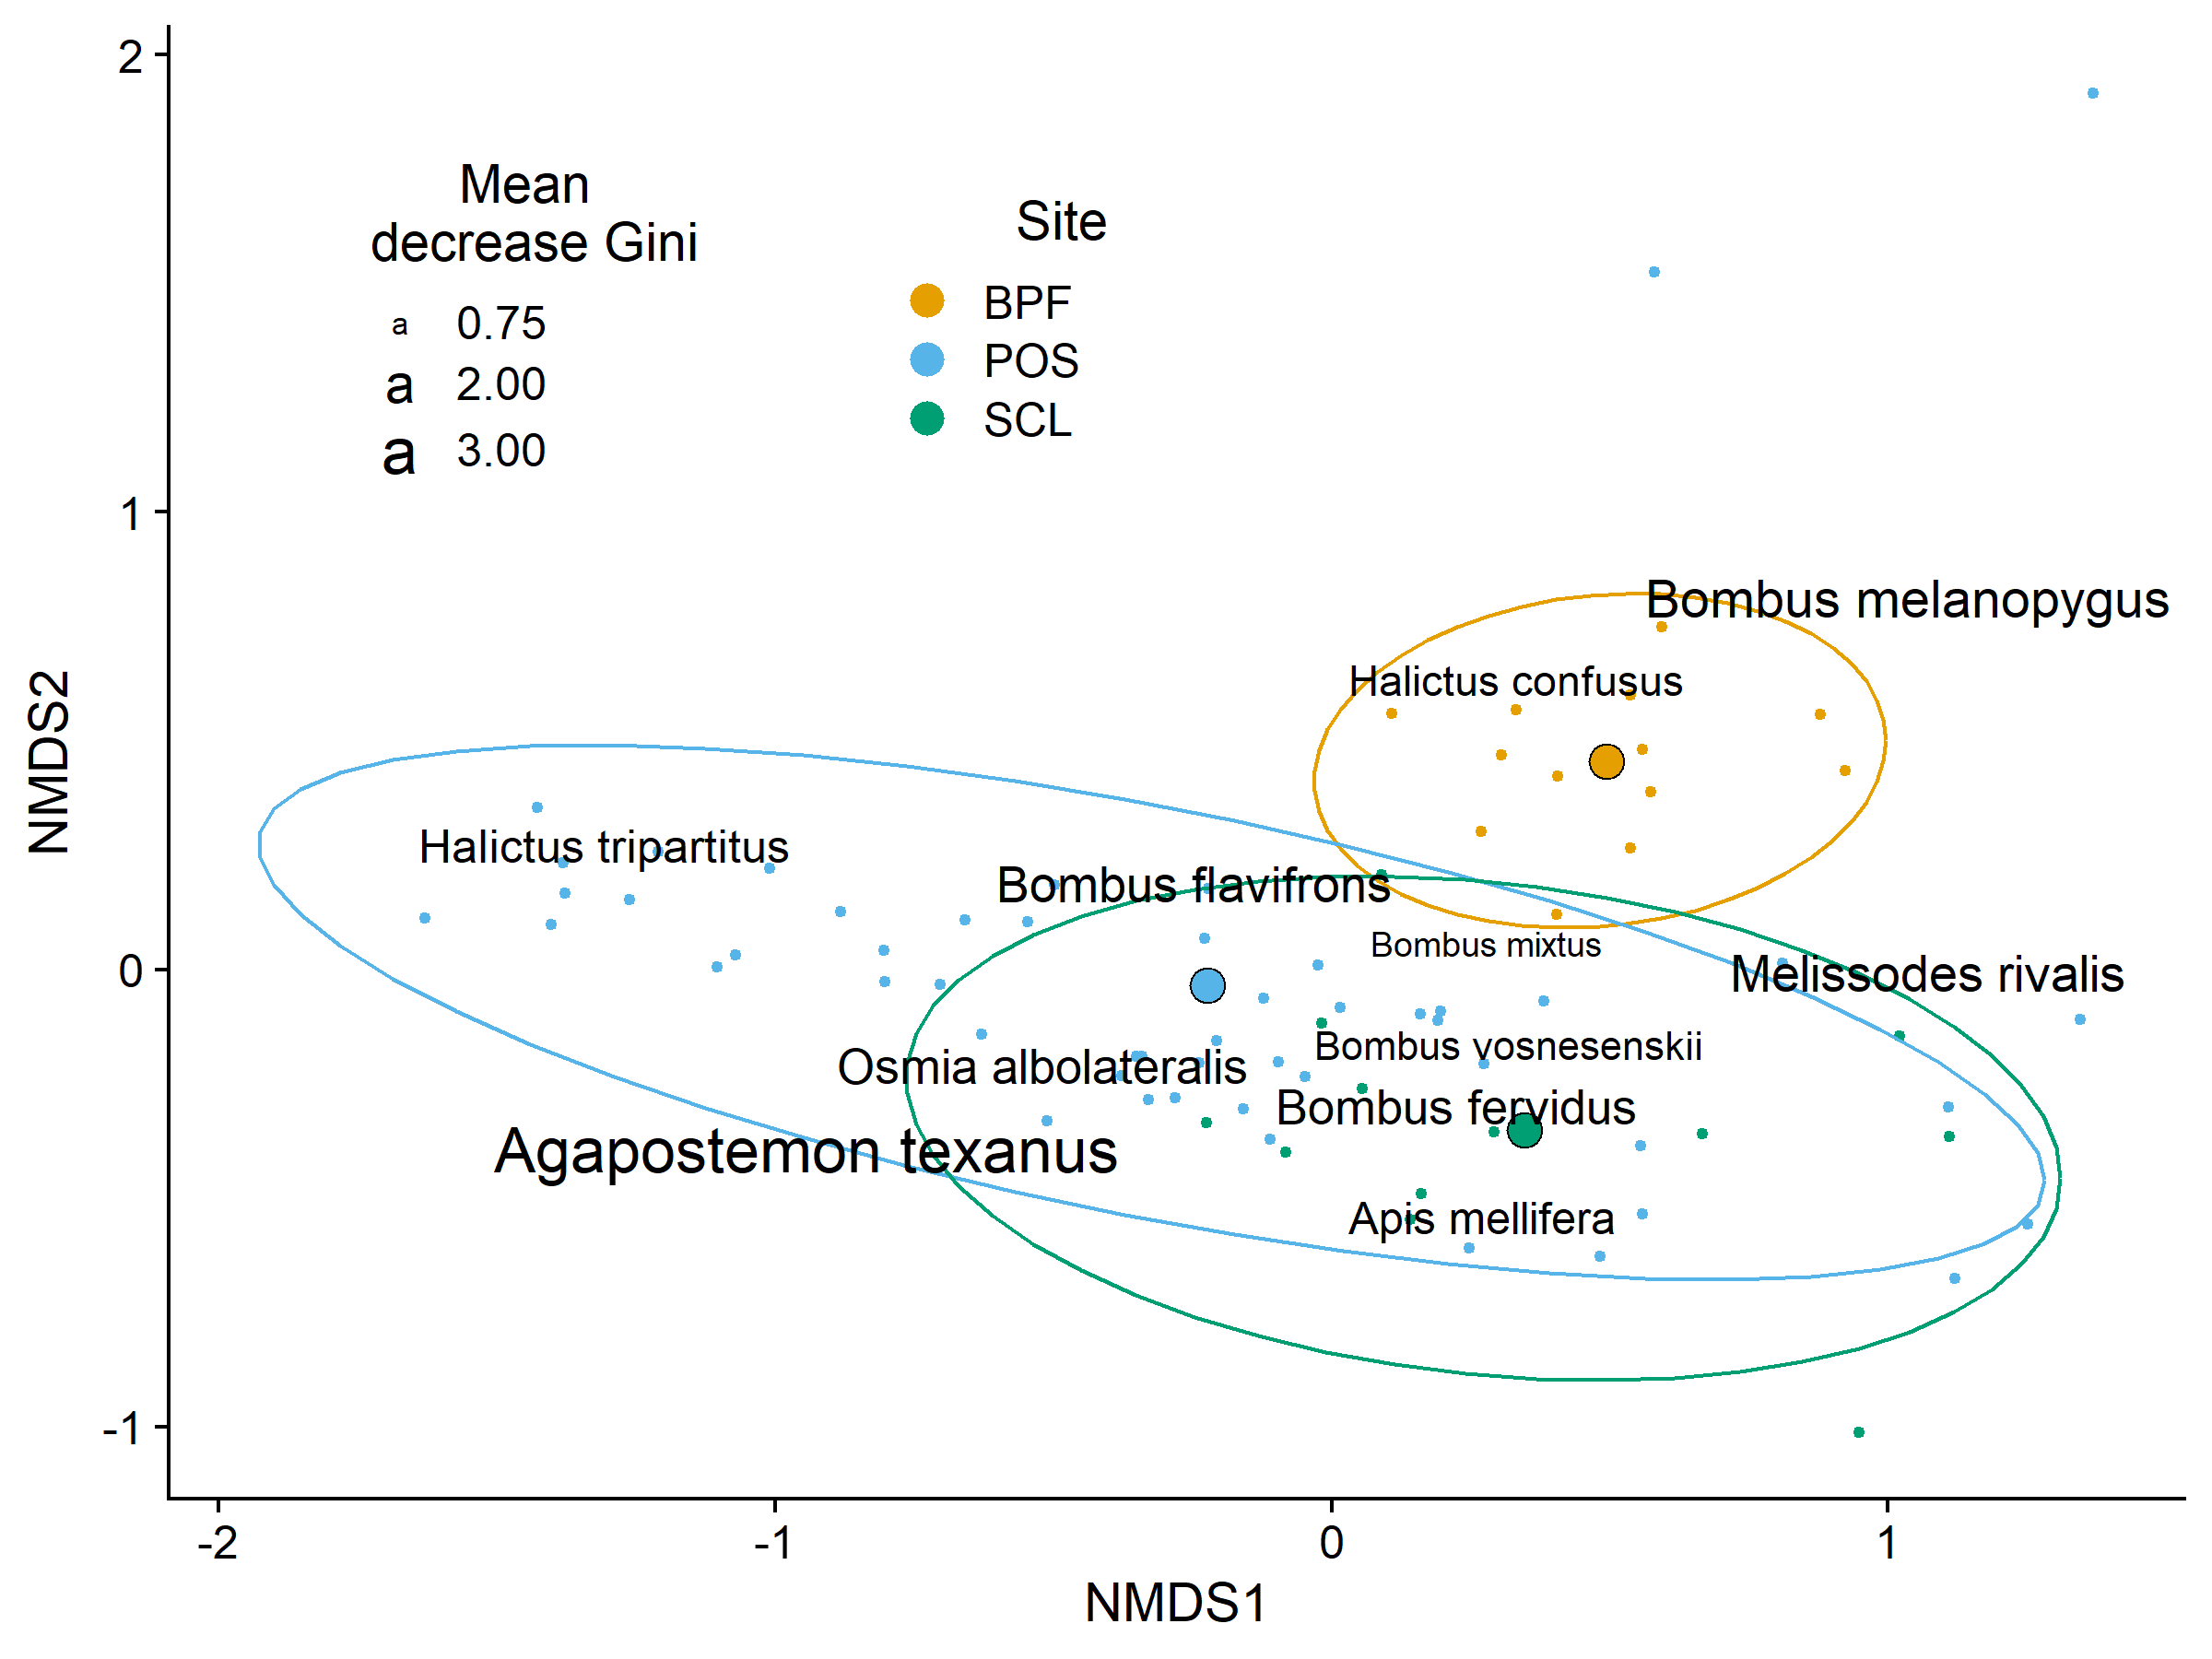 2
Mean
decrease Gini
Site
a 0.75
BPF
a 2.00
POS
a 3.00
SCL
1
Bombus melanopygus
Halictus confusus
NMDS2
Halictus tripartitus
Bombus flavifrons
Bombus mixtus
0
Melissodes rivalis
Bombus vosnesenskii
Osmia albolateralis
Bombus fervidus
Agapostemon texanus
Apis mellifera
-1
-2 -1 0 1
NMDS1